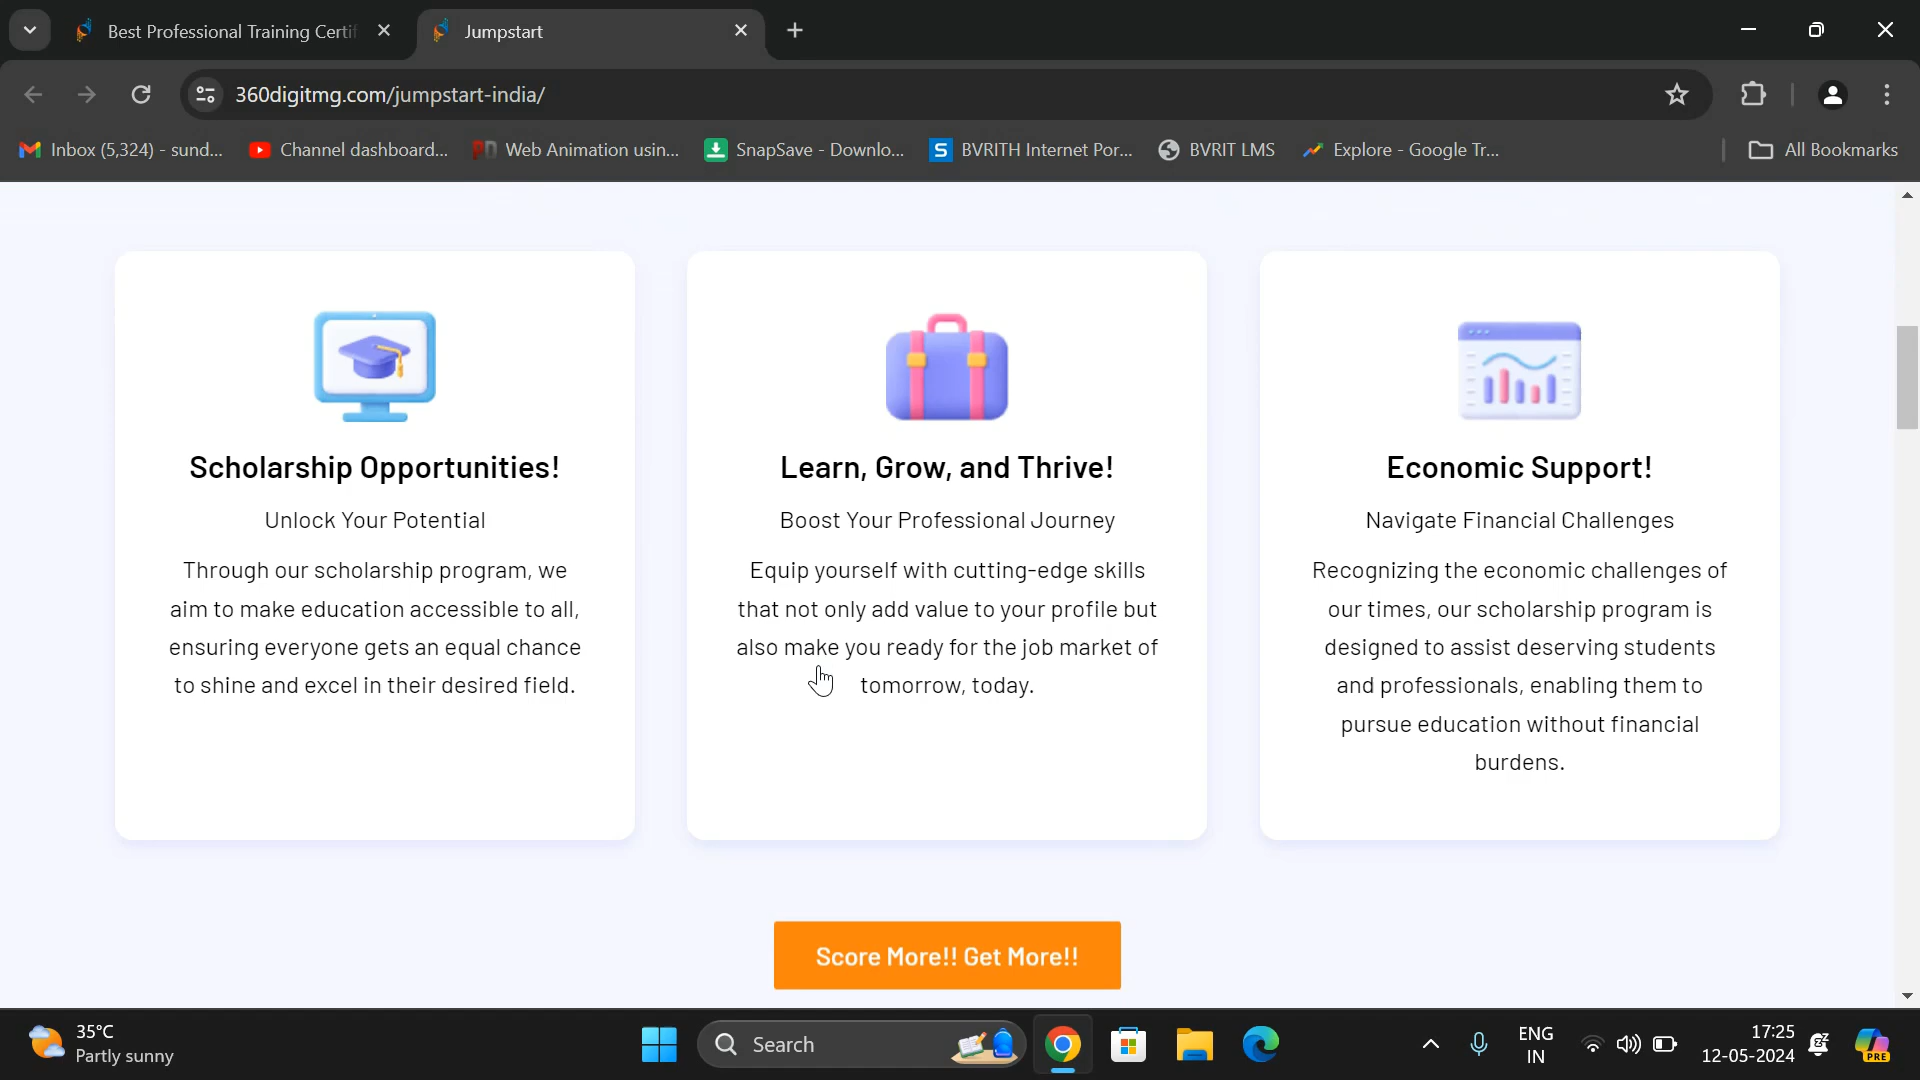 Best Professional Training Certif
Jumpstart
360digitmg.com/jumpstart-india/
Inbox (5,324) - sund...
Channel dashboard...
Web Animation usin...
SnapSave - Downlo...
BVRITH Internet Por...
BVRIT LMS
Explore - Google Tr...
All Bookmarks
Scholarship Opportunities!
Unlock Your Potential
Through our scholarship program, we
aim to make education accessible to all,
ensuring everyone gets an equal chance
to shine and excel in their desired field.
Learn, Grow, and Thrive!
Boost Your Professional Journey
Equip yourself with cutting-edge skills
that not only add value to your profile but
also make you ready for the job market of
tomorrow, today.
Economic Support!
Navigate Financial Challenges
Recognizing the economic challenges of
our times, our scholarship program is
designed to assist deserving students
and professionals, enabling them to
pursue education without financial
burdens.
Score More!! Get More!!
35°C
Partly sunny
Search
ENG
IN
17:25
12-05-2024
PRE